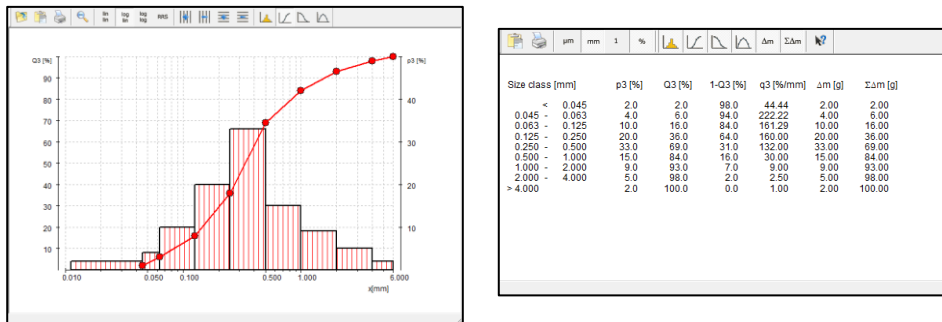 lin lin log lin log log RRS
Q3 [%] p3 [%]
90
80 40
70
60 30
50
40 20
30
20 10
10
0.010 0.050 0.100 0.500 1.000 6.000
x[mm]
µm mm 1 % Δm ΣΔm
Size class [mm] p3 [%] Q3 [%] 1-Q3 [%] q3 [%/mm] Δm [g] ΣΔm [g]
< 0.045 2.0 2.0 98.0 44.44 2.00 2.00
0.045 - 0.063 4.0 6.0 94.0 222.22 4.00 6.00
0.063 - 0.125 10.0 16.0 84.0 161.29 10.00 16.00
0.125 - 0.250 20.0 36.0 64.0 160.00 20.00 36.00
0.250 - 0.500 33.0 69.0 31.0 132.00 33.00 69.00
0.500 - 1.000 15.0 84.0 16.0 30.00 15.00 84.00
1.000 - 2.000 9.0 93.0 7.0 9.00 9.00 93.00
2.000 - 4.000 5.0 98.0 2.0 2.50 5.00 98.00
> 4.000 2.0 100.0 0.0 1.00 2.00 100.00